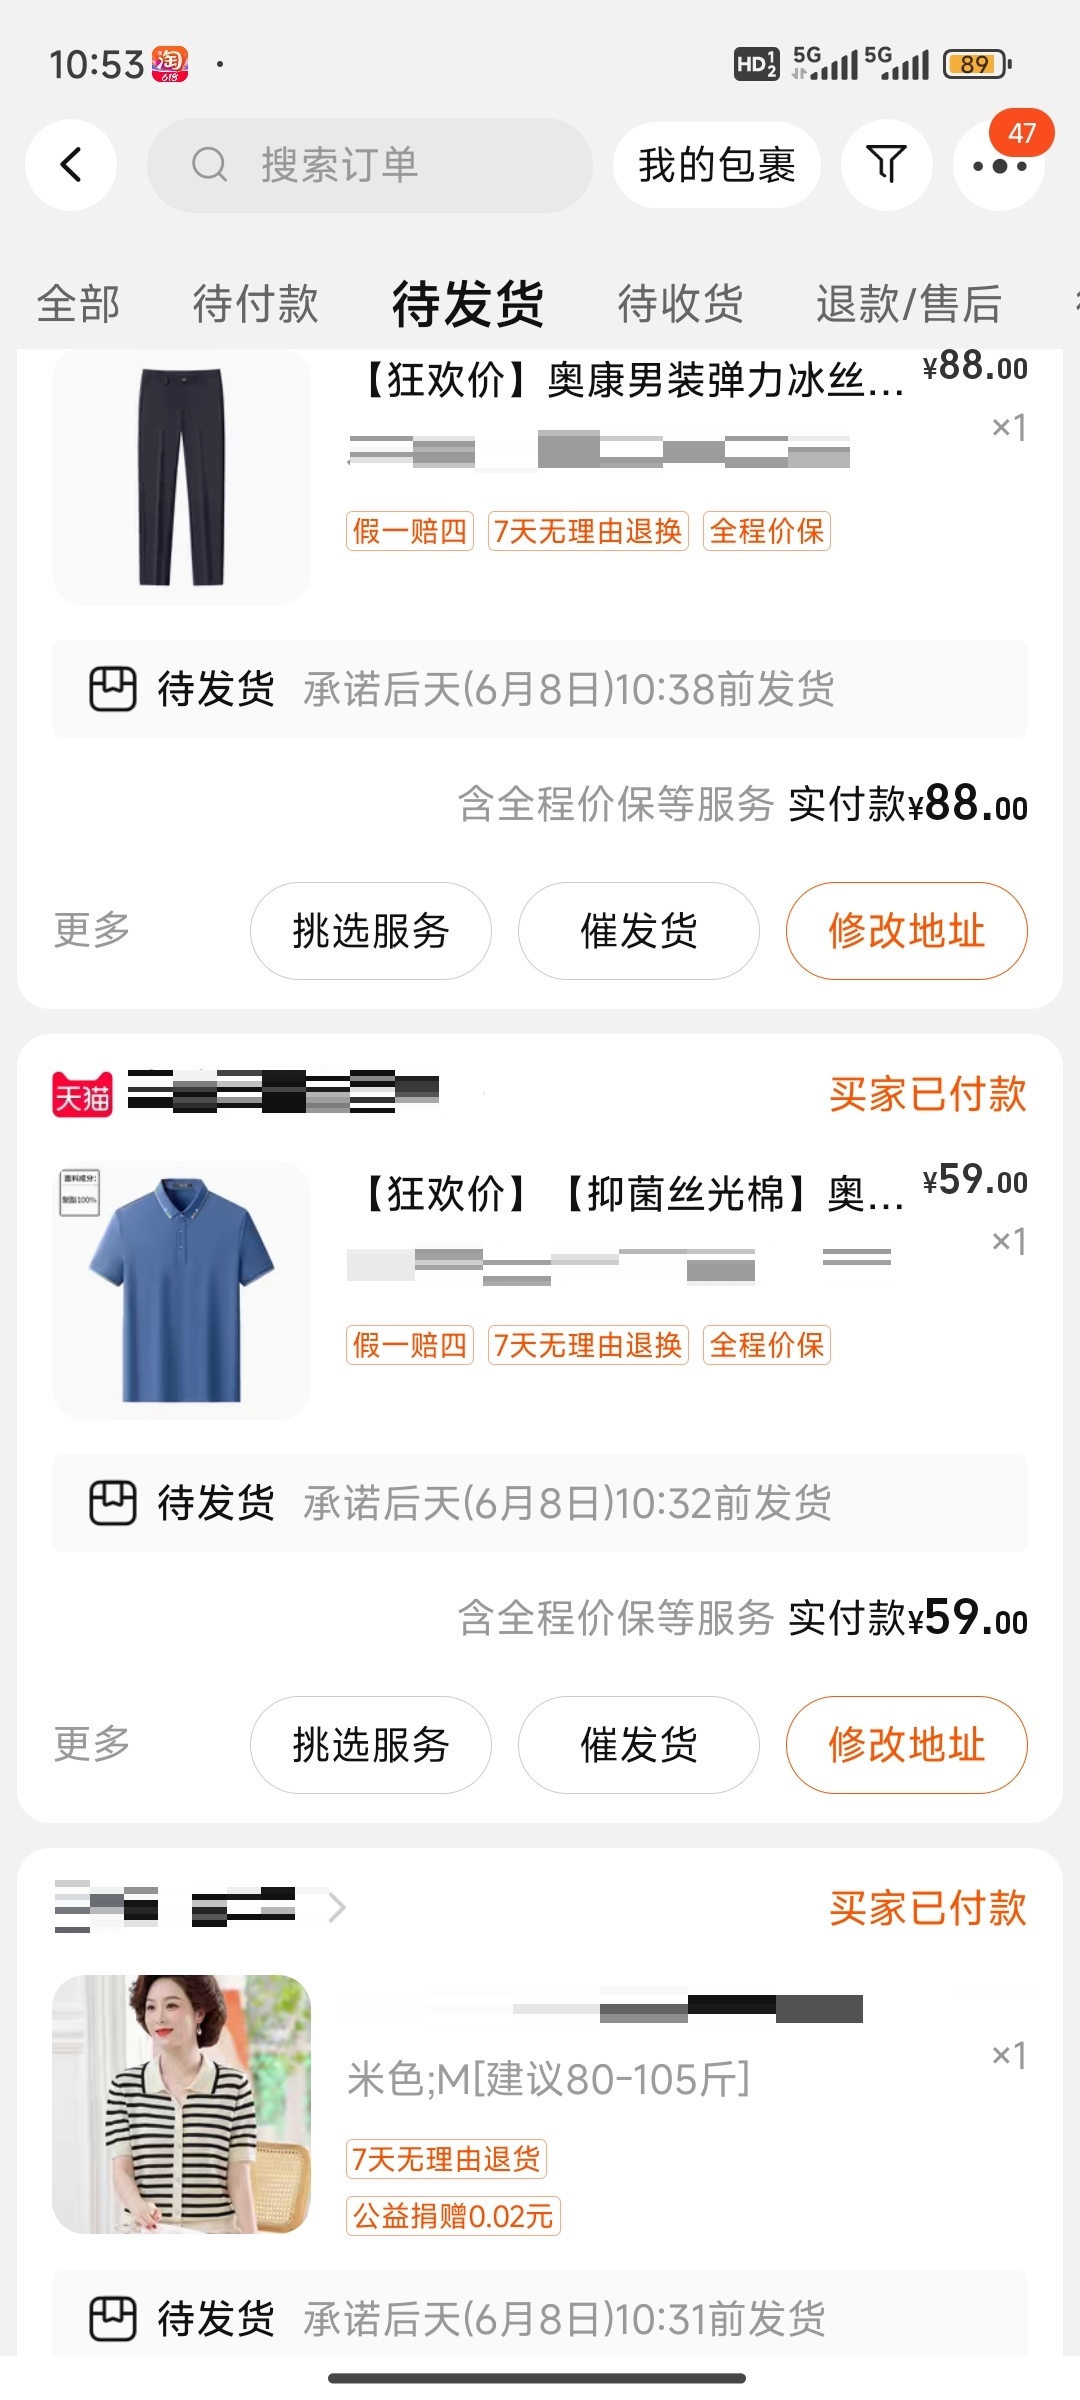 10:53 淘 618 HD 1 2 5G 5G 89
搜索订单 我的包裹 47
全部 待付款 待发货 待收货 退款/售后
【狂欢价】奥康男装弹力冰丝... ¥88.00
×1
假一赔四 7天无理由退换 全程价保
待发货 承诺后天(6月8日)10:38前发货
含全程价保等服务 实付款¥88.00
更多 挑选服务 催发货 修改地址
天猫 买家已付款
面料成分:
聚酯100%
【狂欢价】【抑菌丝光棉】奥... ¥59.00
×1
假一赔四 7天无理由退换 全程价保
待发货 承诺后天(6月8日)10:32前发货
含全程价保等服务 实付款¥59.00
更多 挑选服务 催发货 修改地址
买家已付款
×1
米色;M[建议80-105斤]
7天无理由退货
公益捐赠0.02元
待发货 承诺后天(6月8日)10:31前发货